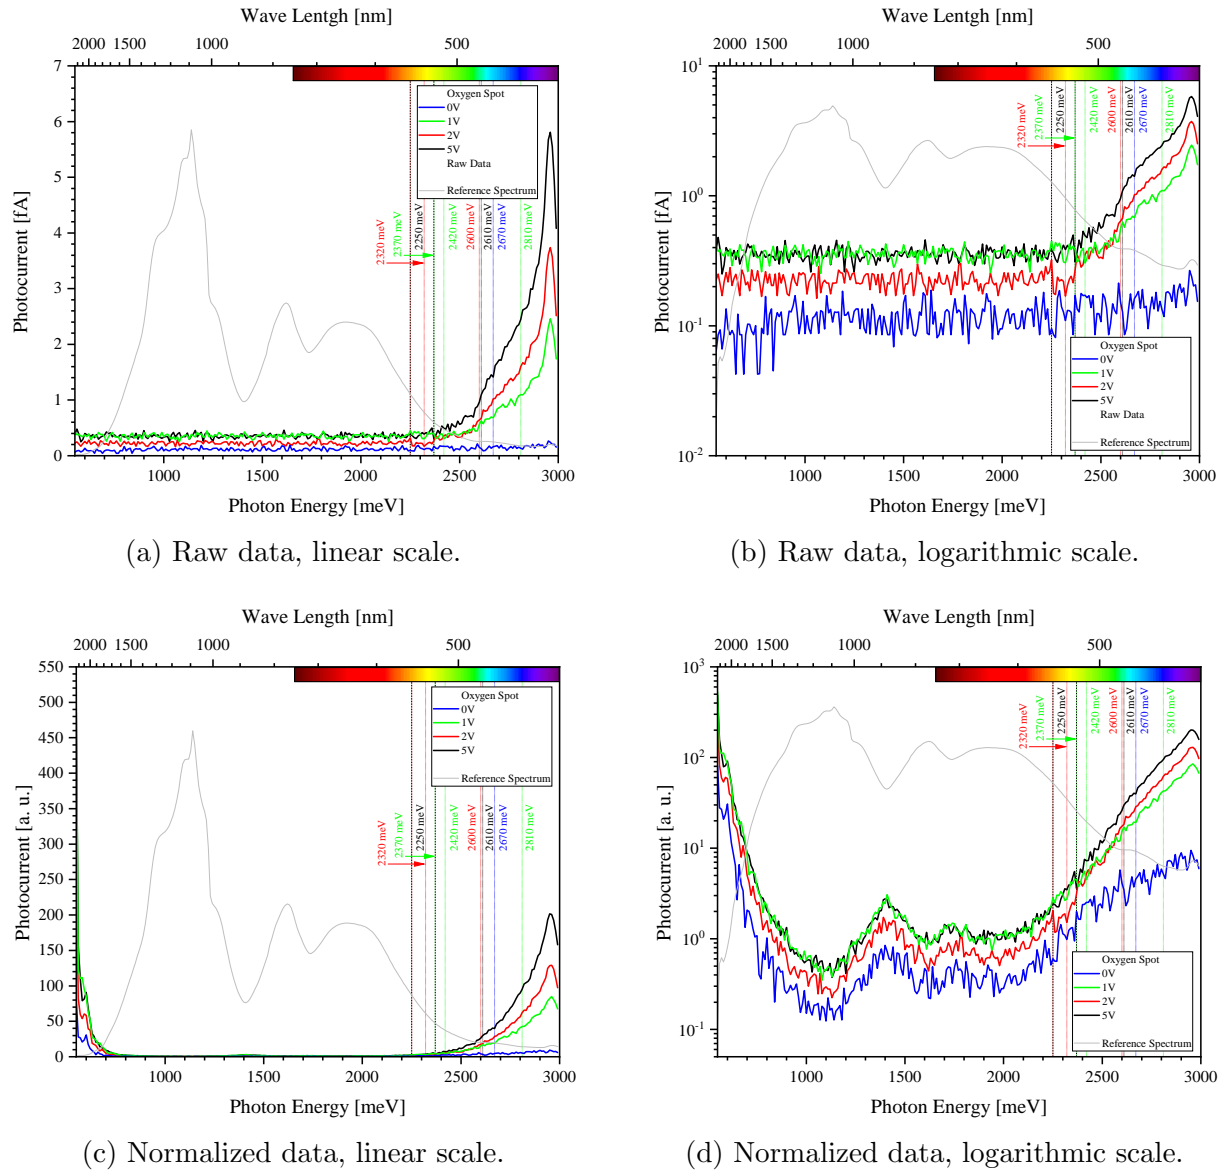 Wave Lentgh [nm]
2000 1500 1000 500
7
6
5
4
3
2
1
0
Photocurrent [fA]
Oxygen Spot
0V
1V
2V
5V
Raw Data
Reference Spectrum
2320 meV
2370 meV
2250 meV
2420 meV
2600 meV
2610 meV
2670 meV
2810 meV
1000 1500 2000 2500 3000
Photon Energy [meV]
(a) Raw data, linear scale.
Wave Lentgh [nm]
2000 1500 1000 500
10^1
10^0
10^-1
10^-2
Photocurrent [fA]
2320 meV
2370 meV
2250 meV
2420 meV
2600 meV
2610 meV
2670 meV
2810 meV
Oxygen Spot
0V
1V
2V
5V
Raw Data
Reference Spectrum
1000 1500 2000 2500 3000
Photon Energy [meV]
(b) Raw data, logarithmic scale.
Wave Length [nm]
2000 1500 1000 500
550
500
450
400
350
300
250
200
150
100
50
0
Photocurrent [a. u.]
Oxygen Spot
0V
1V
2V
5V
Reference Spectrum
2320 meV
2370 meV
2250 meV
2420 meV
2600 meV
2610 meV
2670 meV
2810 meV
1000 1500 2000 2500 3000
Photon Energy [meV]
(c) Normalized data, linear scale.
Wave Length [nm]
2000 1500 1000 500
10^3
10^2
10^1
10^0
10^-1
Photocurrent [a. u.]
2320 meV
2370 meV
2250 meV
2420 meV
2600 meV
2610 meV
2670 meV
2810 meV
Oxygen Spot
0V
1V
2V
5V
Reference Spectrum
1000 1500 2000 2500 3000
Photon Energy [meV]
(d) Normalized data, logarithmic scale.